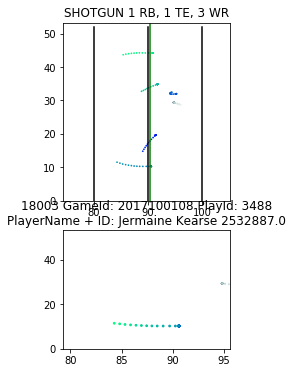 SHOTGUN 1 RB, 1 TE, 3 WR
50
40
30
20
10
0
80 90 100
18003 GameId: 2017100108 PlayId: 3488
PlayerName + ID: Jermaine Kearse 2532887.0
40
20
0
80 85 90 95